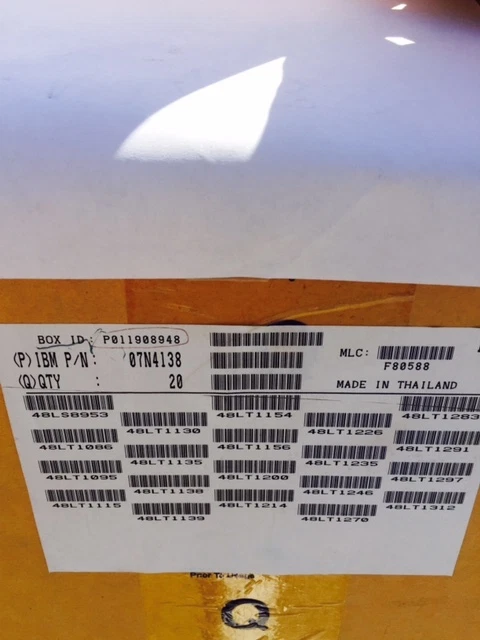 BOX ID: P011908948
(P)IBM P/N: 07N4138
MLC:
F80588
(Q)QTY : 20
MADE IN THAILAND
48LS8953
48LT1154
48LT1283
48LT1130
48LT1226
48LT1086
48LT1156
48LT1291
48LT1135
48LT1235
48LT1095
48LT1200
48LT1297
48LT1138
48LT1246
48LT1115
48LT1214
48LT1312
48LT1139
48LT1270
Q